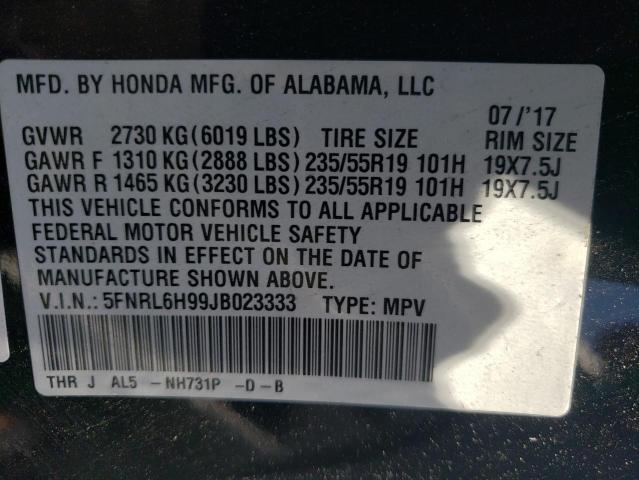 MFD. BY HONDA MFG. OF ALABAMA, LLC
07/'17
GVWR 2730 KG(6019 LBS) TIRE SIZE RIM SIZE
GAWR F 1310 KG(2888 LBS) 235/55R19 101H 19X7.5J
GAWR R 1465 KG(3230 LBS) 235/55R19 101H 19X7.5J
THIS VEHICLE CONFORMS TO ALL APPLICABLE
FEDERAL MOTOR VEHICLE SAFETY
STANDARDS IN EFFECT ON THE DATE OF
MANUFACTURE SHOWN ABOVE.
V.I.N.: 5FNRL6H99JB023333 TYPE: MPV
THR J AL5 -NH731P -D-B